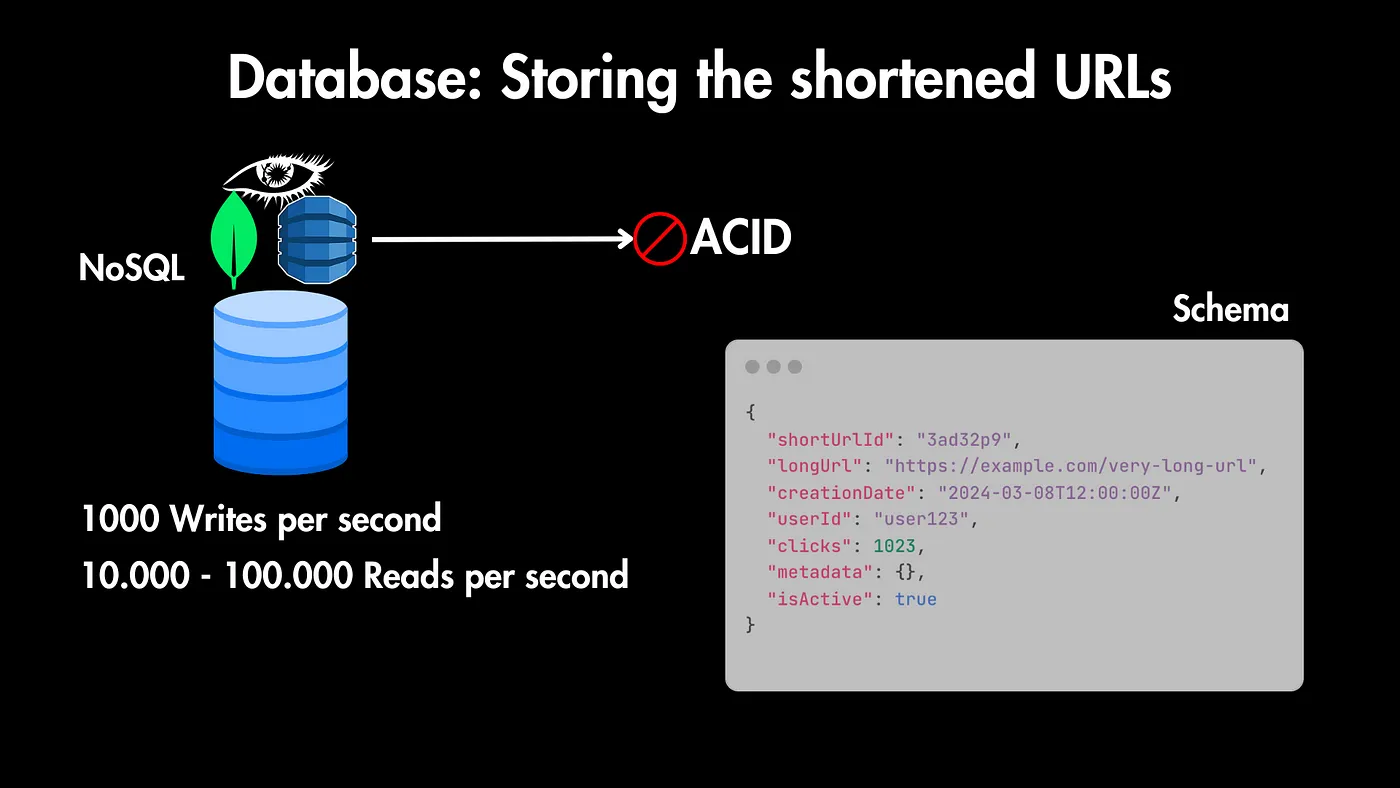 Database: Storing the shortened URLs
NoSQL
ACID
1000 Writes per second
10.000 - 100.000 Reads per second
Schema
{
"shortUrlId": "3ad32p9",
"longUrl": "https://example.com/very-long-url",
"creationDate": "2024-03-08T12:00:00Z",
"userId": "user123",
"clicks": 1023,
"metadata": {},
"isActive": true
}